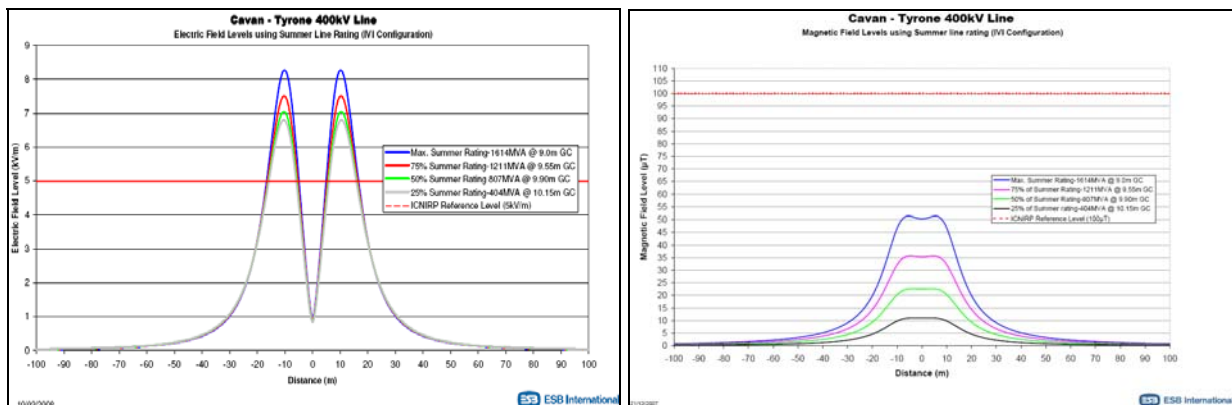 Cavan - Tyrone 400kV Line
Electric Field Levels using Summer Line Rating (IVI Configuration)
Electric Field Level (kV/m)
9
8
7
6
5
4
3
2
1
0
Max. Summer Rating-1614MVA @ 9.0m GC
75% Summer Rating-1211MVA @ 9.55m GC
50% Summer Rating 807MVA @ 9.90m GC
25% Summer Rating-404MVA @ 10.15m GC
ICNIRP Reference Level (5kV/m)
-100 -90 -80 -70 -60 -50 -40 -30 -20 -10 0 10 20 30 40 50 60 70 80 90 100
Distance (m)
ESB ESB International
Cavan - Tyrone 400kV Line
Magnetic Field Levels using Summer line rating (IVI Configuration)
Magnetic Field Level (µT)
110
105
100
95
90
85
80
75
70
65
60
55
50
45
40
35
30
25
20
15
10
5
0
Max. Summer Rating-1614MVA @ 9.0m GC
75% of Summer Rating-1211MVA @ 9.55m GC
50% of Summer Rating-807MVA @ 9.90m GC
25% of Summer rating-404MVA @ 10.15m GC
ICNIRP Reference Level (100µT)
-100 -90 -80 -70 -60 -50 -40 -30 -20 -10 0 10 20 30 40 50 60 70 80 90 100
Distance (m)
ESB ESB International